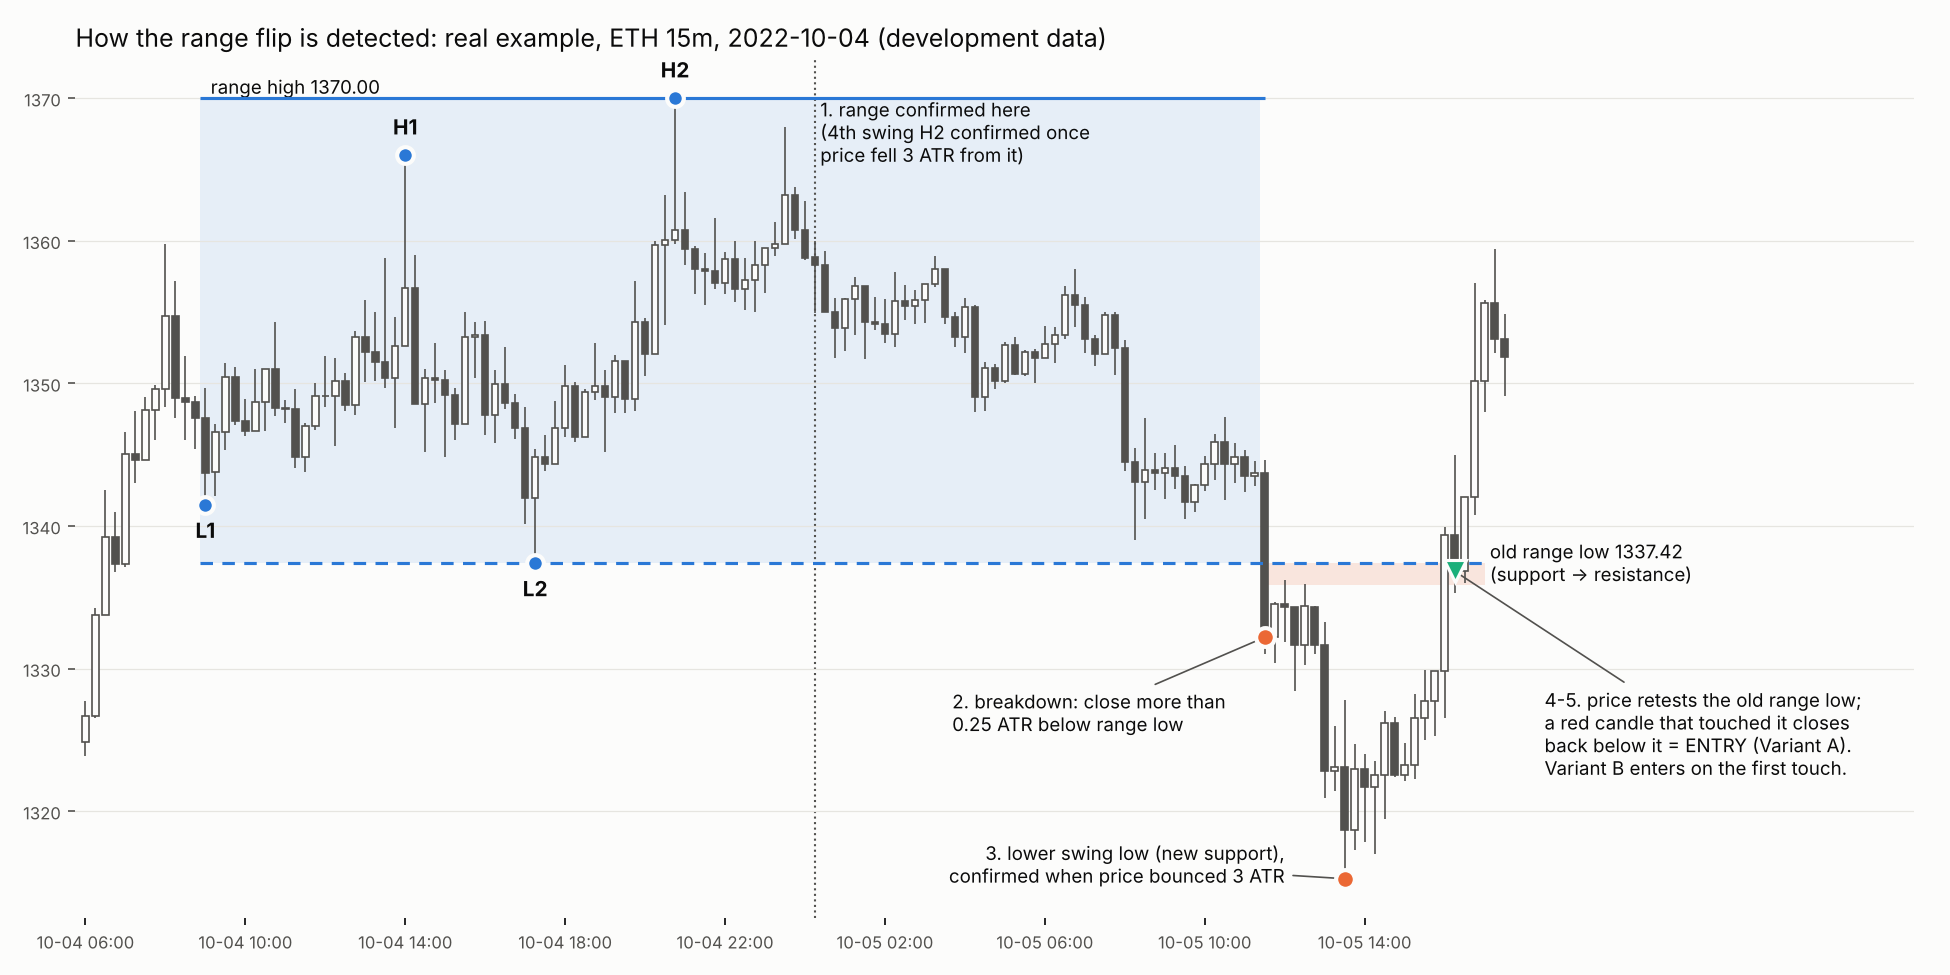 How the range flip is detected: real example, ETH 15m, 2022-10-04 (development data)
H2
range high 1370.00
1370
1. range confirmed here
(4th swing H2 confirmed once
price fell 3 ATR from it)
H1
1360
1350
1340
L1
L2
old range low 1337.42
(support → resistance)
1330
2. breakdown: close more than
0.25 ATR below range low
4-5. price retests the old range low;
a red candle that touched it closes
back below it = ENTRY (Variant A).
Variant B enters on the first touch.
1320
3. lower swing low (new support),
confirmed when price bounced 3 ATR
10-04 06:00
10-04 10:00
10-04 14:00
10-04 18:00
10-04 22:00
10-05 02:00
10-05 06:00
10-05 10:00
10-05 14:00